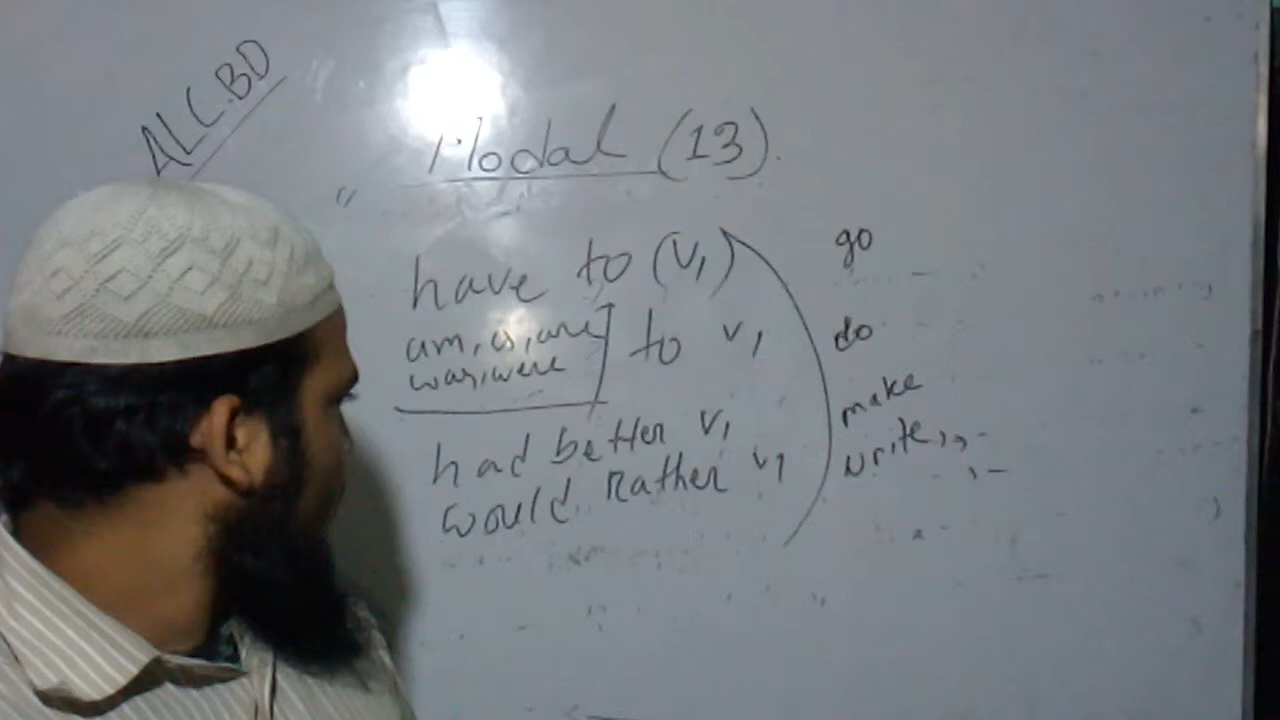 ALC.BD
Modal (13).
have to (V1)
am, is, are
was, were
] to V1
had better V1
would Rather V1
go
do
make
write,,, -